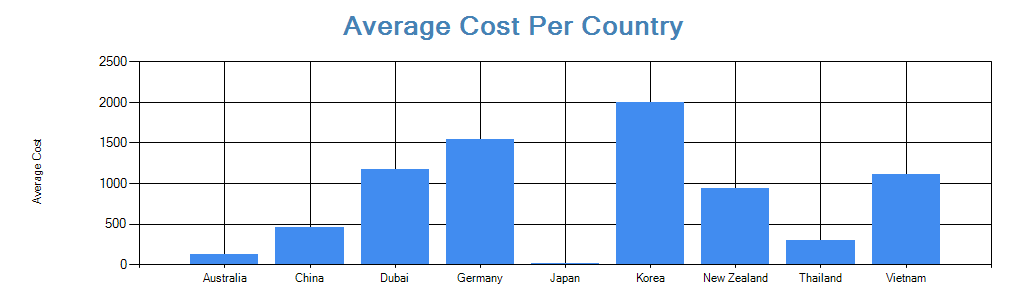 Average Cost Per Country
2500
2000
1500
1000
500
0
Average Cost
Australia China Dubai Germany Japan Korea New Zealand Thailand Vietnam